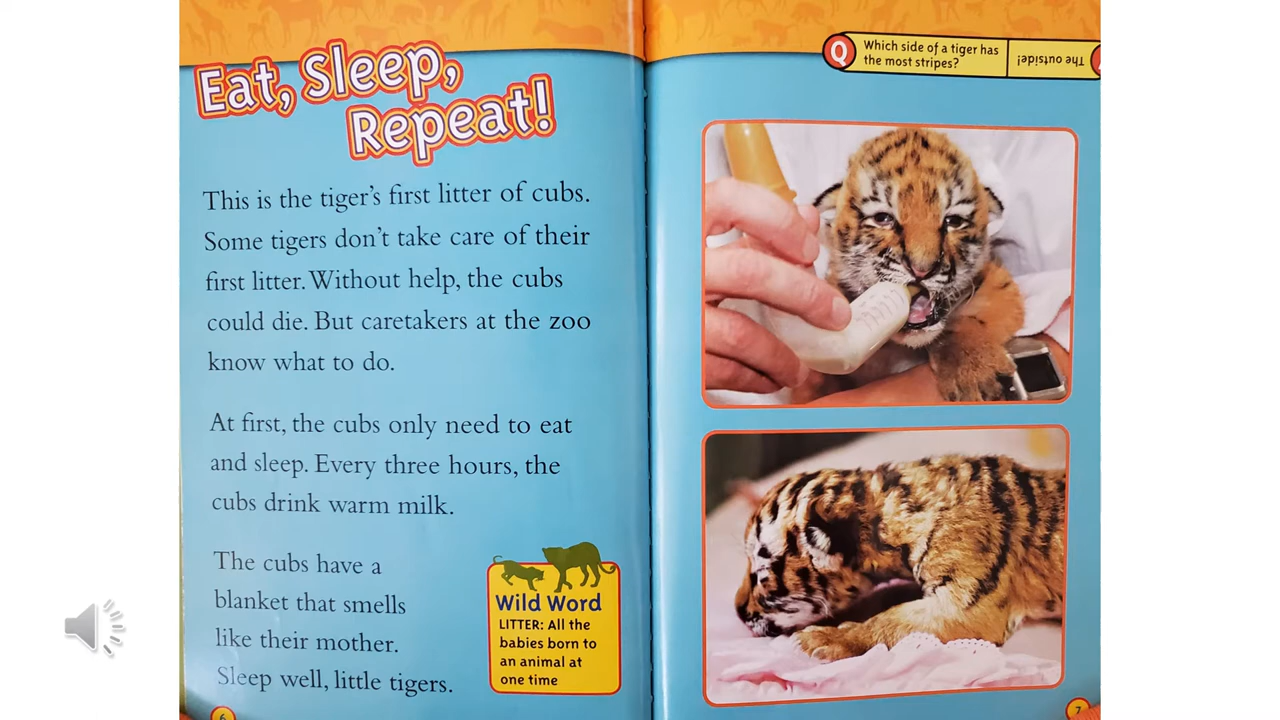 Eat, Sleep,
Repeat!
This is the tiger's first litter of cubs.
Some tigers don't take care of their
first litter. Without help, the cubs
could die. But caretakers at the zoo
know what to do.
At first, the cubs only need to eat
and sleep. Every three hours, the
cubs drink warm milk.
The cubs have a
blanket that smells
like their mother.
Sleep well, little tigers.
Wild Word
LITTER: All the
babies born to
an animal at
one time
6
Q
Which side of a tiger has
the most stripes?
The outside!
7